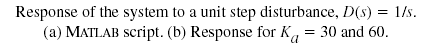 Response of the system to a unit step disturbance, D(s) = 1/s.
(a) MATLAB script. (b) Response for Kₐ = 30 and 60.